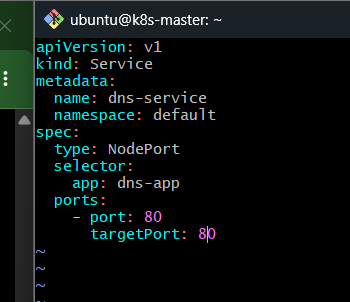 ubuntu@k8s-master: ~
apiVersion: v1
kind: Service
metadata:
  name: dns-service
  namespace: default
spec:
  type: NodePort
  selector:
    app: dns-app
  ports:
    - port: 80
      targetPort: 80
~
~
~